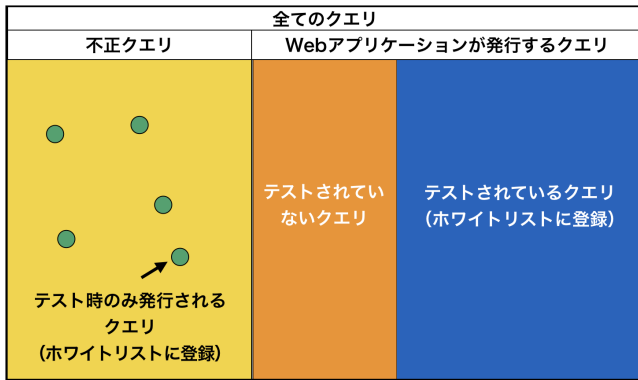 全てのクエリ
不正クエリ
Webアプリケーションが発行するクエリ
テストされてい
ないクエリ
テストされているクエリ
(ホワイトリストに登録)
テスト時のみ発行される
クエリ
(ホワイトリストに登録)